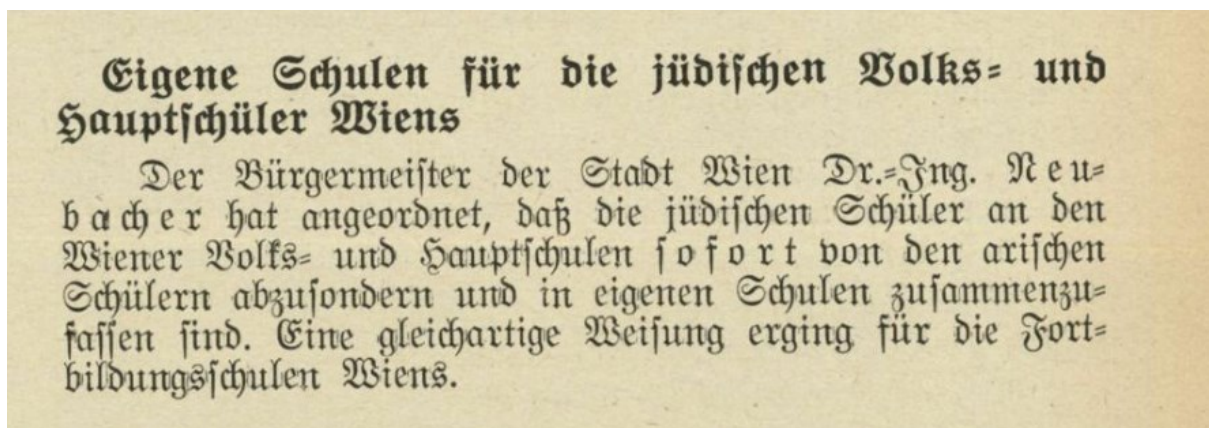 Eigene Schulen für die jüdischen Volks- und
Hauptschüler Wiens
Der Bürgermeister der Stadt Wien Dr.-Ing. Neu-
bacher hat angeordnet, daß die jüdischen Schüler an den
Wiener Volks- und Hauptschulen sofort von den arischen
Schülern abzusondern und in eigenen Schulen zusammenzu-
fassen sind. Eine gleichartige Weisung erging für die Fort-
bildungsschulen Wiens.